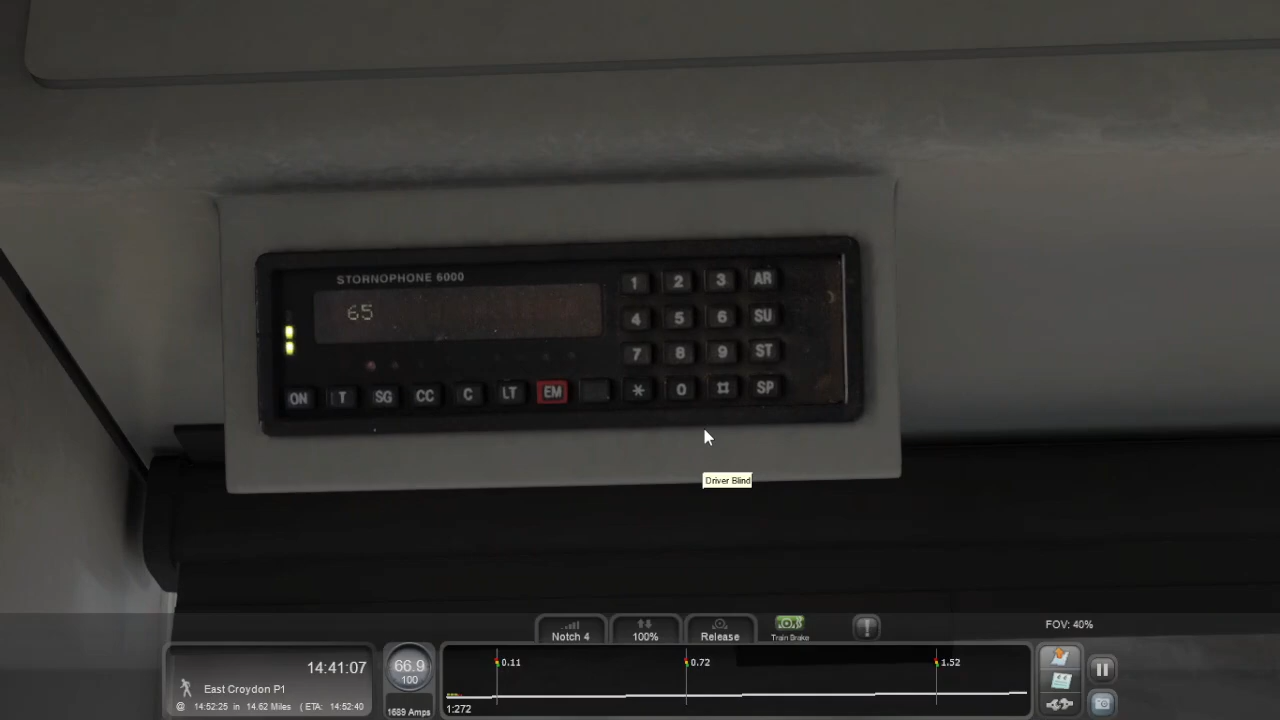 STORNOPHONE 6000
65
1 2 3 AR
4 5 6 SU
7 8 9 ST
* 0 ⌗ SP
ON T SG CC C LT EM
Driver Blind
Notch 4
100%
Release
Train Brake
FOV: 40%
14:41:07
East Croydon P1
@ 14:52:25 in 14.62 Miles ( ETA: 14:52:40
66.9
100
1689 Amps
0.11
0.72
1.52
1:272